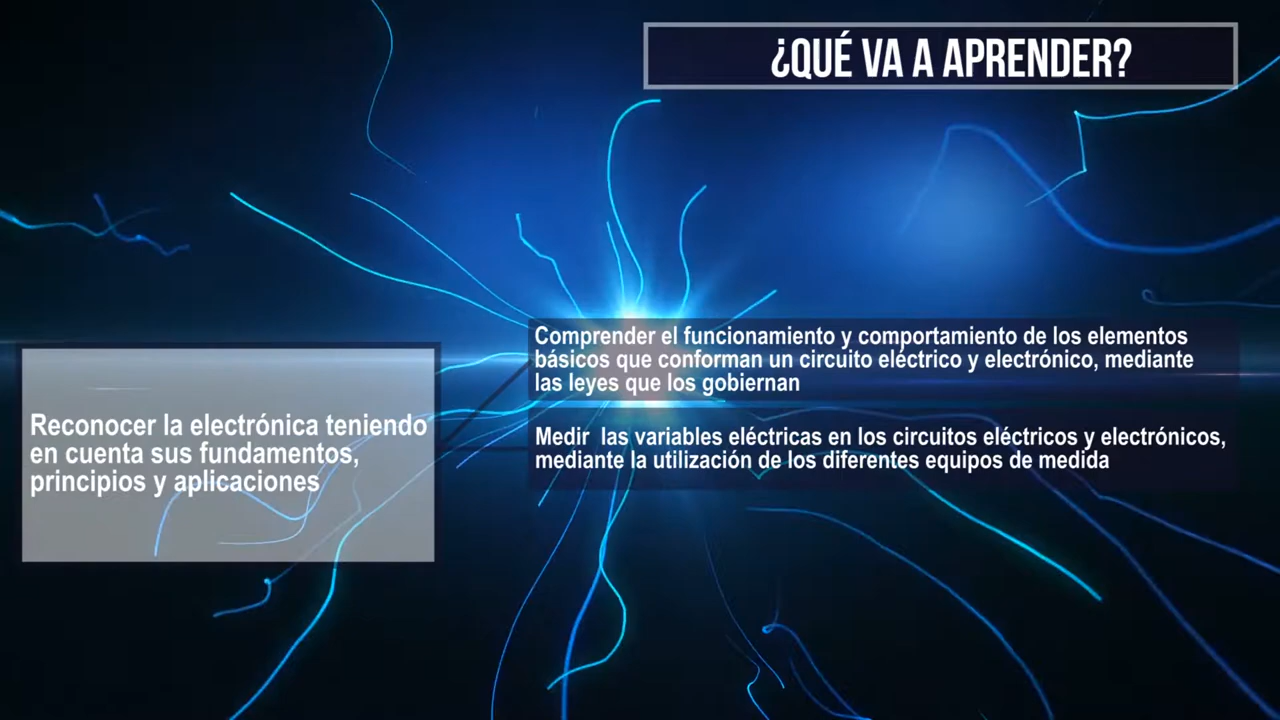 ¿QUÉ VA A APRENDER?
Reconocer la electrónica teniendo
en cuenta sus fundamentos,
principios y aplicaciones
Comprender el funcionamiento y comportamiento de los elementos
básicos que conforman un circuito eléctrico y electrónico, mediante
las leyes que los gobiernan
Medir las variables eléctricas en los circuitos eléctricos y electrónicos,
mediante la utilización de los diferentes equipos de medida